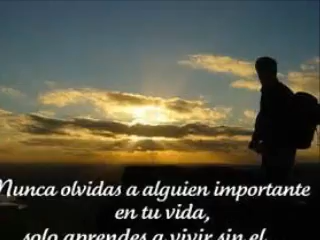 Nunca olvidas a alguien importante
en tu vida,
solo aprendes a vivir sin el